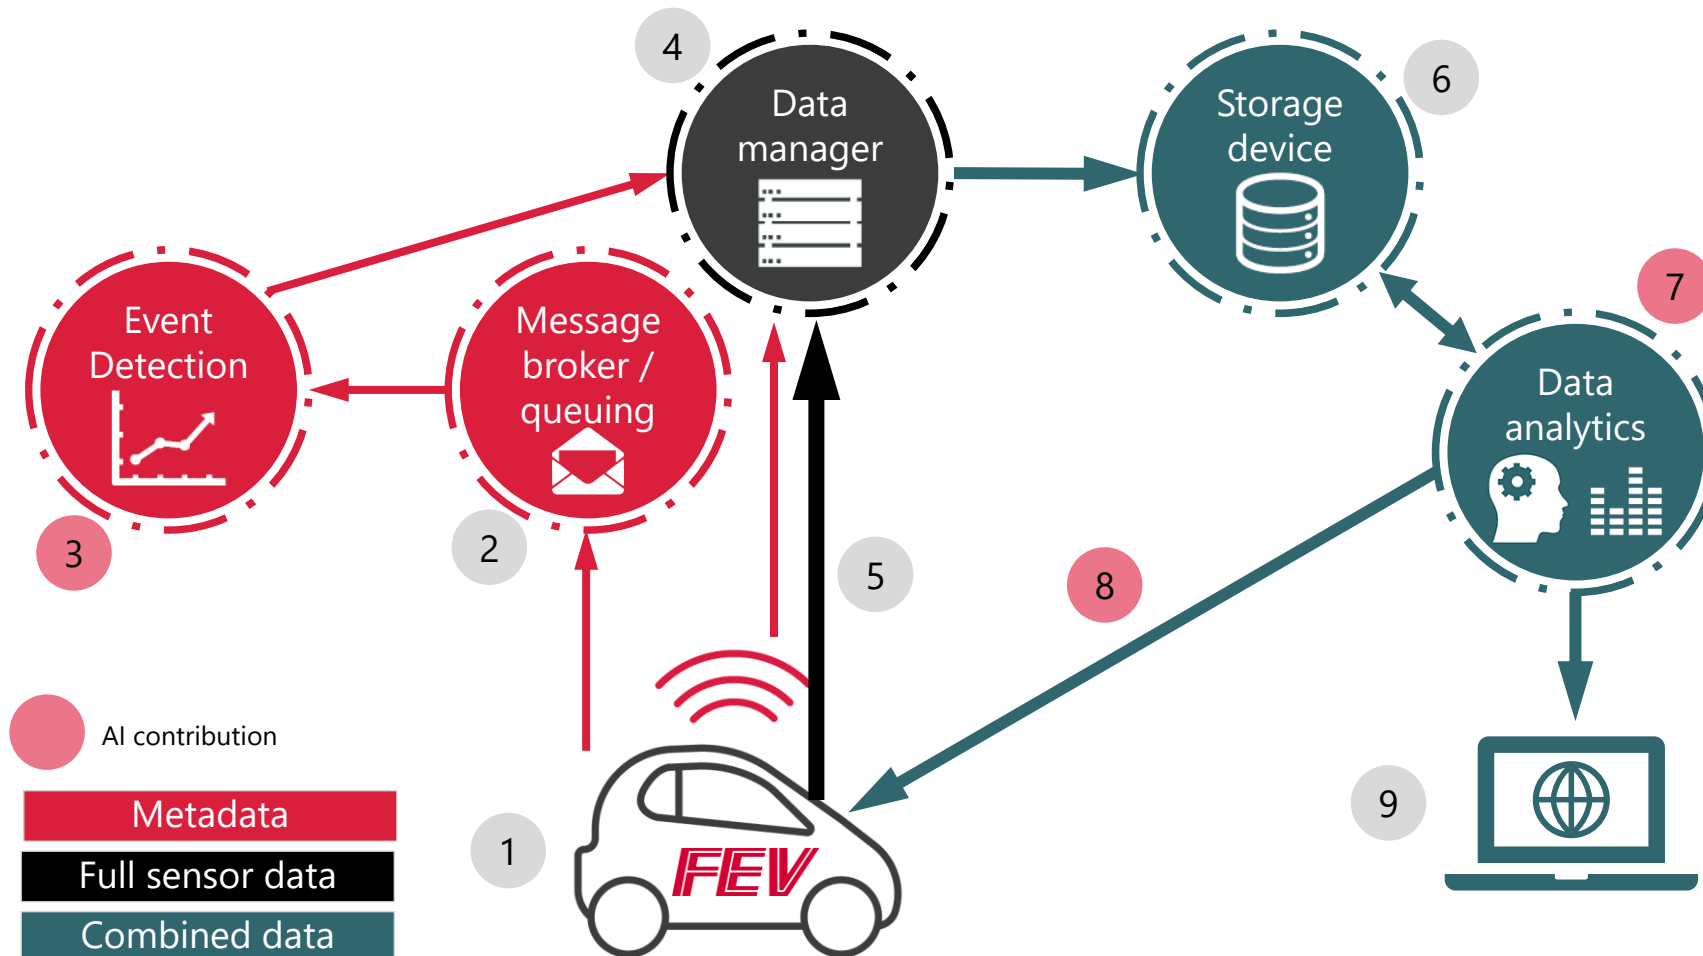 4
Data
manager
Storage
device
6
7
Event
Detection
Message
broker /
queuing
Data
analytics
3
2
5
8
AI contribution
Metadata
Full sensor data
Combined data
1
FEV
9